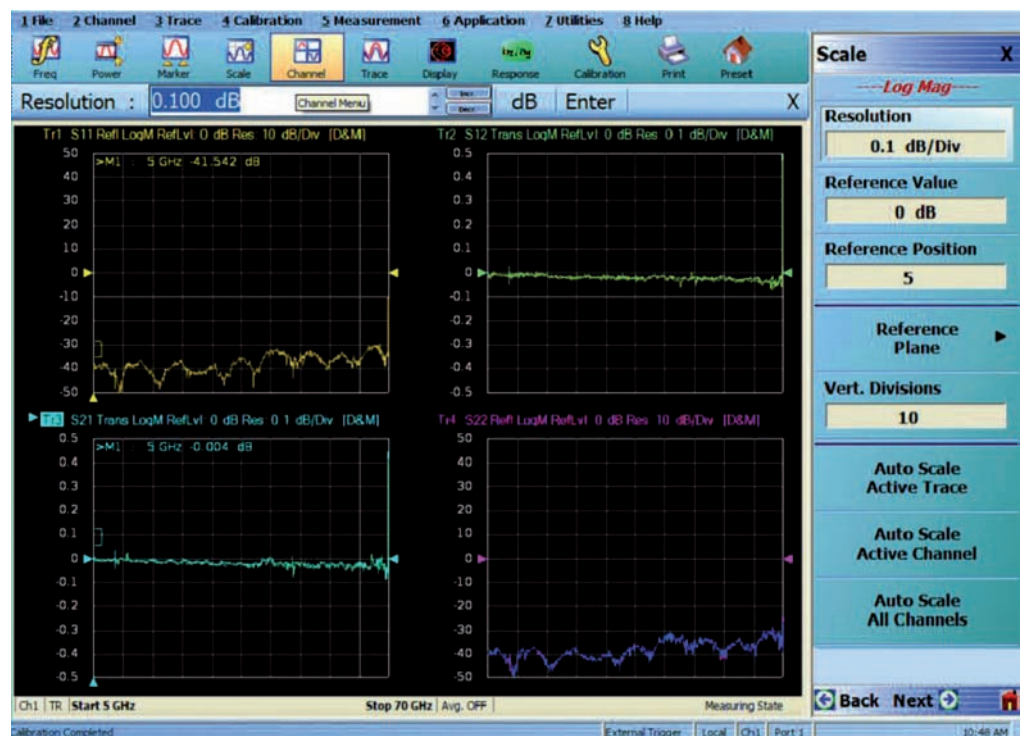 1 File 2 Channel 3 Trace 4 Calibration 5 Measurement 6 Application 7 Utilities 8 Help
Freq Power Marker Scale Channel Trace Display Response Calibration Print Preset
Resolution : 0.100 dB Channel Menu dB Enter X
Tr1 S11 Refl LogM RefLvl: 0 dB Res: 10 dB/Div [D&M]
>M1 : 5 GHz -41.542 dB
50
40
30
20
10
0
-10
-20
-30
-40
-50
Tr2 S12 Trans LogM RefLvl: 0 dB Res: 0.1 dB/Div [D&M]
0.5
0.4
0.3
0.2
0.1
0
-0.1
-0.2
-0.3
-0.4
-0.5
Tr3 S21 Trans LogM RefLvl: 0 dB Res: 0.1 dB/Div [D&M]
>M1 : 5 GHz -0.004 dB
0.5
0.4
0.3
0.2
0.1
0
-0.1
-0.2
-0.3
-0.4
-0.5
Tr4 S22 Refl LogM RefLvl: 0 dB Res: 10 dB/Div [D&M]
50
40
30
20
10
0
-10
-20
-30
-40
-50
Ch1 TR Start 5 GHz Stop 70 GHz Avg. OFF Measuring State
Calibration Completed External Trigger Local Ch1 Port 1 10:48 AM
Scale X
----Log Mag----
Resolution
0.1 dB/Div
Reference Value
0 dB
Reference Position
5
Reference
Plane
Vert. Divisions
10
Auto Scale
Active Trace
Auto Scale
Active Channel
Auto Scale
All Channels
Back Next